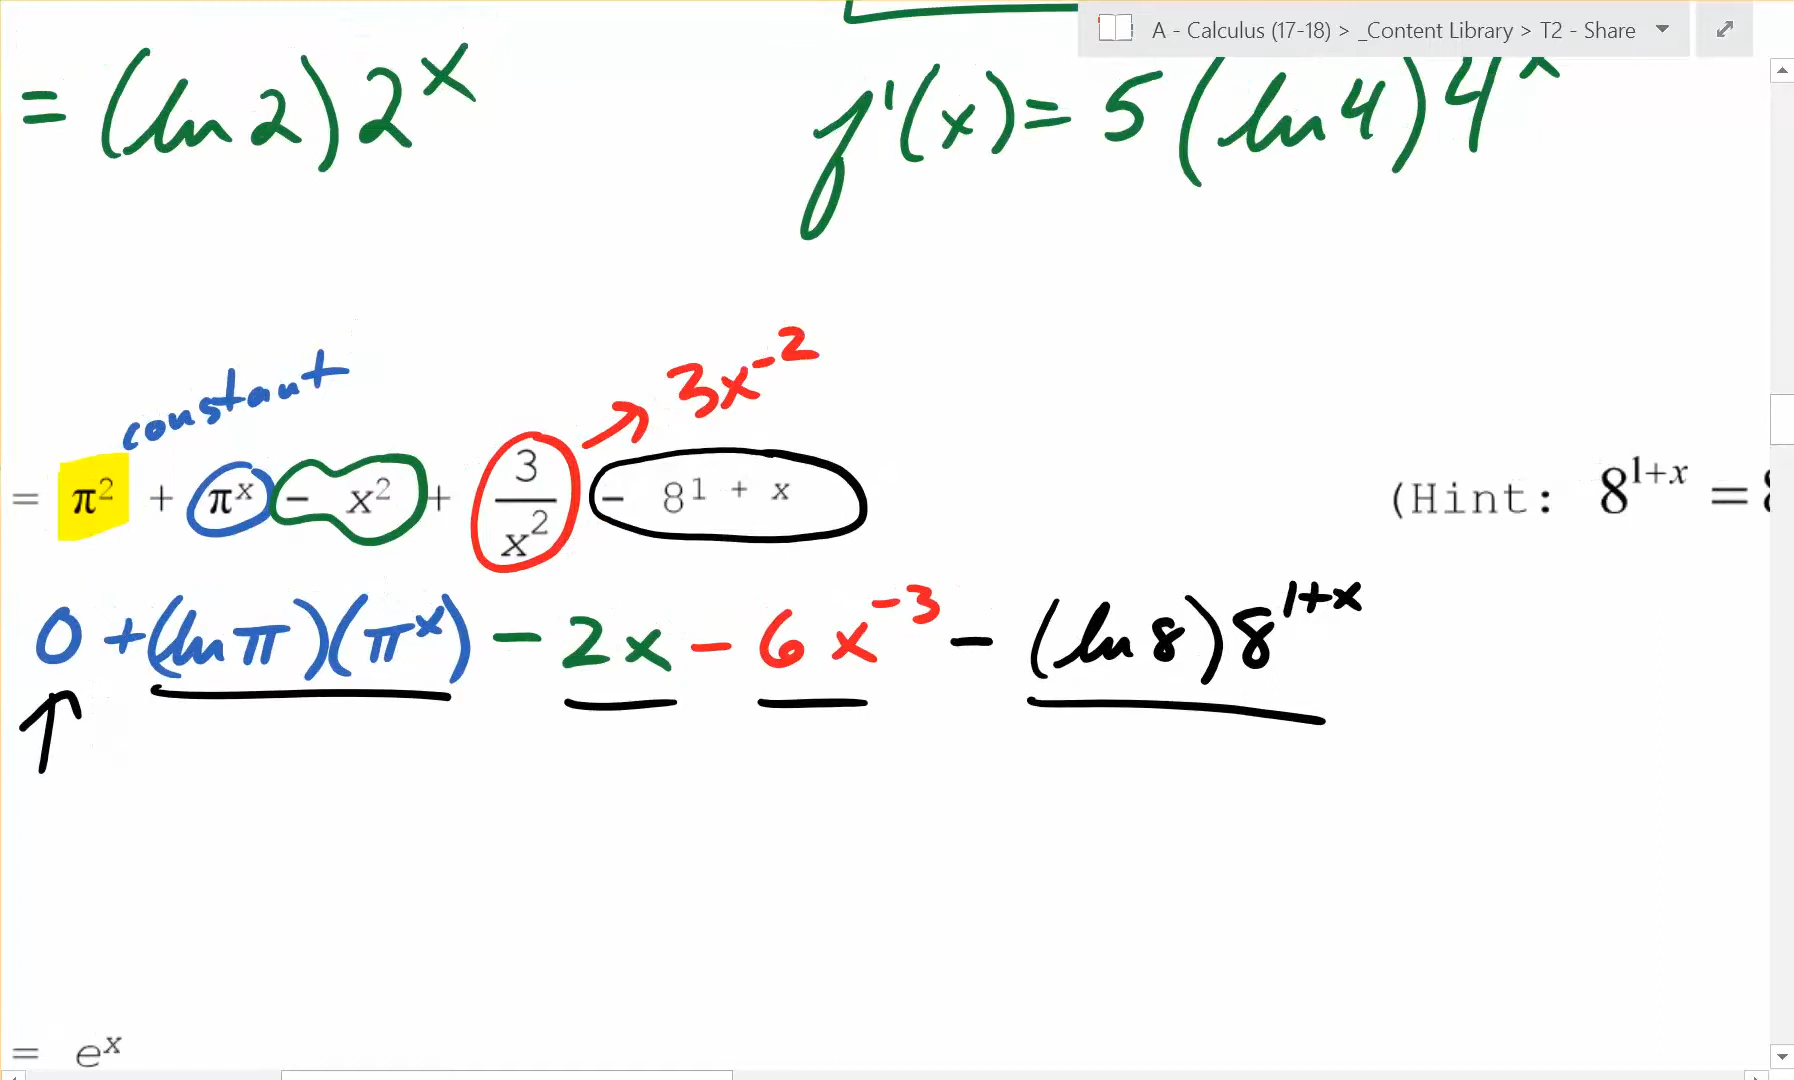 A - Calculus (17-18) > _Content Library > T2 - Share
= (ln 2) 2^x
f'(x) = 5 (ln 4) 4^x
3x^-2
constant
= π^2 + π^x - x^2 + 3/x^2 - 8^(1 + x)
(Hint: 8^(1+x) =
0 + (ln π)(π^x) - 2x - 6x^-3 - (ln 8) 8^(1+x)
= e^x